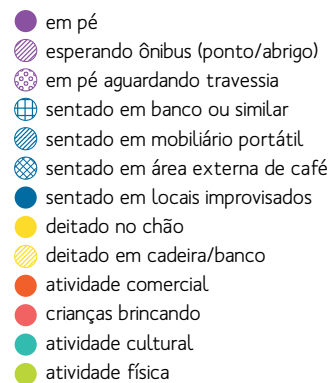 em pé
esperando ônibus (ponto/abrigo)
em pé aguardando travessia
sentado em banco ou similar
sentado em mobiliário portátil
sentado em área externa de café
sentado em locais improvisados
deitado no chão
deitado em cadeira/banco
atividade comercial
crianças brincando
atividade cultural
atividade física